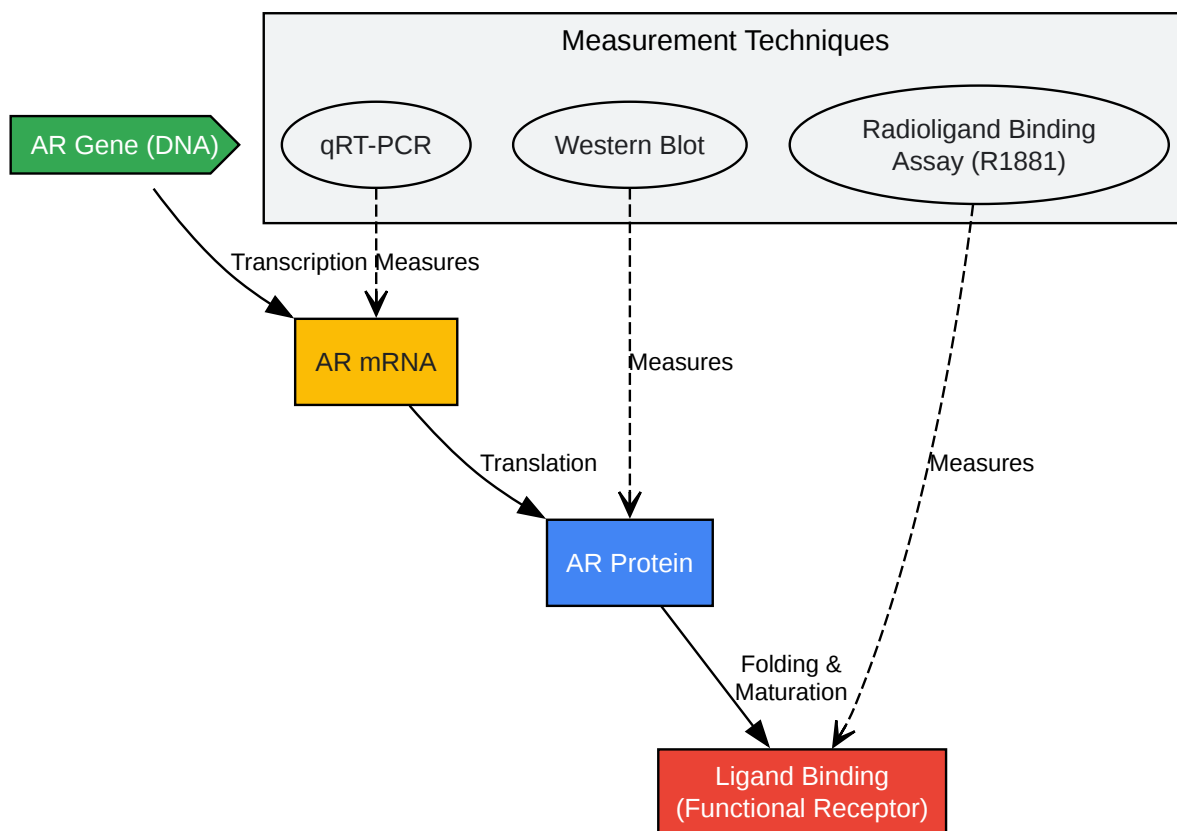 Measurement Techniques
AR Gene (DNA)
qRT-PCR
Western Blot
Radioligand Binding
Assay (R1881)
Transcription
Measures
AR mRNA
Measures
Translation
Measures
AR Protein
Folding &
Maturation
Ligand Binding
(Functional Receptor)